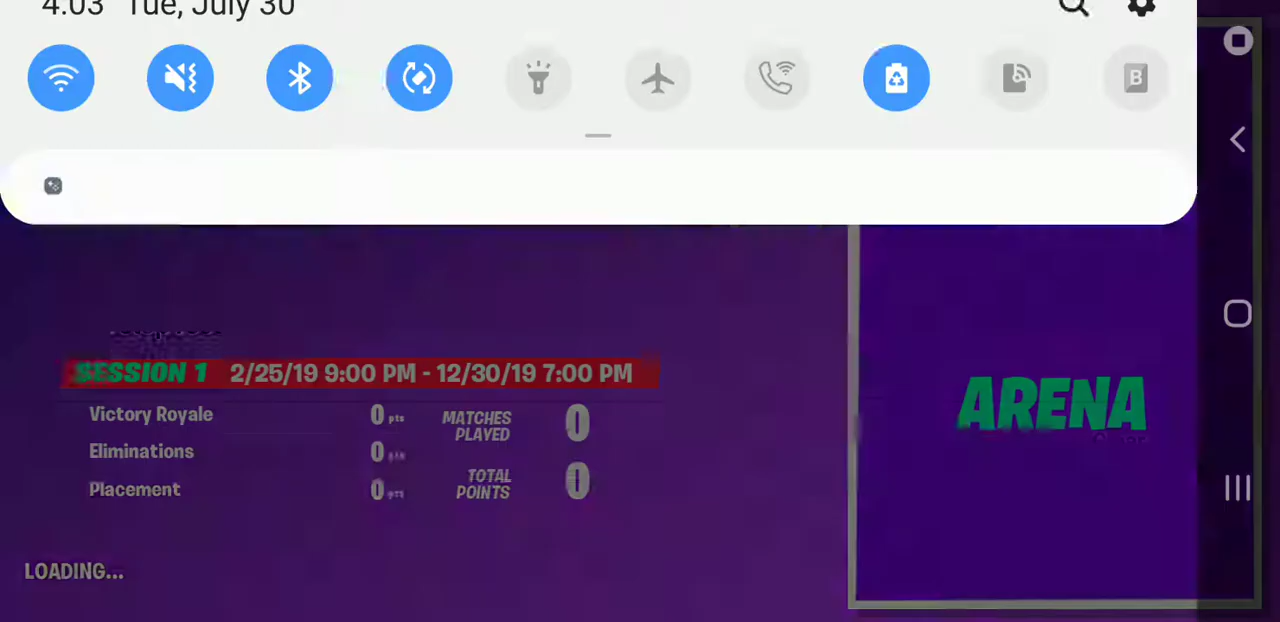 4:03 Tue, July 30
B
SESSION 1 2/25/19 9:00 PM - 12/30/19 7:00 PM
Victory Royale 0 pts
Eliminations 0
Placement 0 pts
MATCHES
PLAYED 0
TOTAL
POINTS 0
ARENA
LOADING...